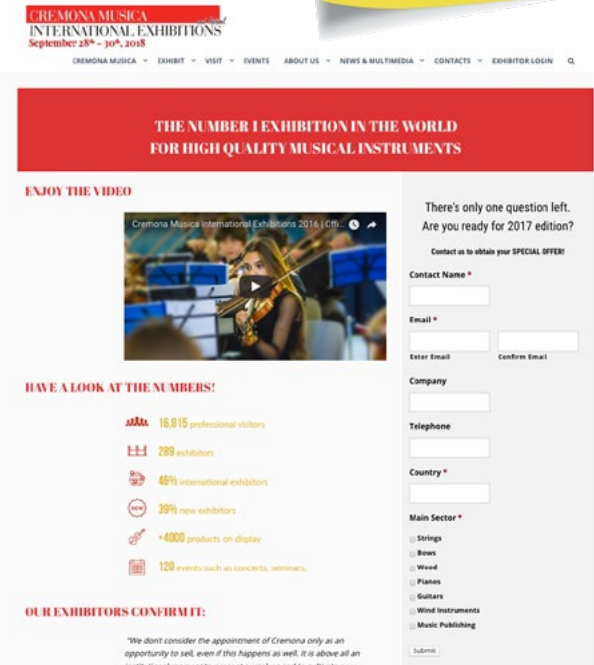 CREMONA MUSICA
INTERNATIONAL EXHIBITIONS
September 28th - 30th, 2018
CREMONA MUSICA EXHIBIT VISIT EVENTS ABOUT US NEWS & MULTIMEDIA CONTACTS EXHIBITOR LOGIN
THE NUMBER 1 EXHIBITION IN THE WORLD
FOR HIGH QUALITY MUSICAL INSTRUMENTS
ENJOY THE VIDEO
Cremona Musica International Exhibitions 2016 | Offi...
HAVE A LOOK AT THE NUMBERS!
16,815 professional visitors
289 exhibitors
46% international exhibitors
NEW
39% new exhibitors
+4000 products on display
120 events such as concerts, seminars.
OUR EXHIBITORS CONFIRM IT:
"We don't consider the appointment of Cremona only as an
opportunity to sell, even if this happens as well. It is above all an
There's only one question left.
Are you ready for 2017 edition?
Contact us to obtain your SPECIAL OFFER!
Contact Name *
Email *
Enter Email Confirm Email
Company
Telephone
Country *
Main Sector *
Strings
Bows
Wood
Pianos
Guitars
Wind Instruments
Music Publishing
Submit